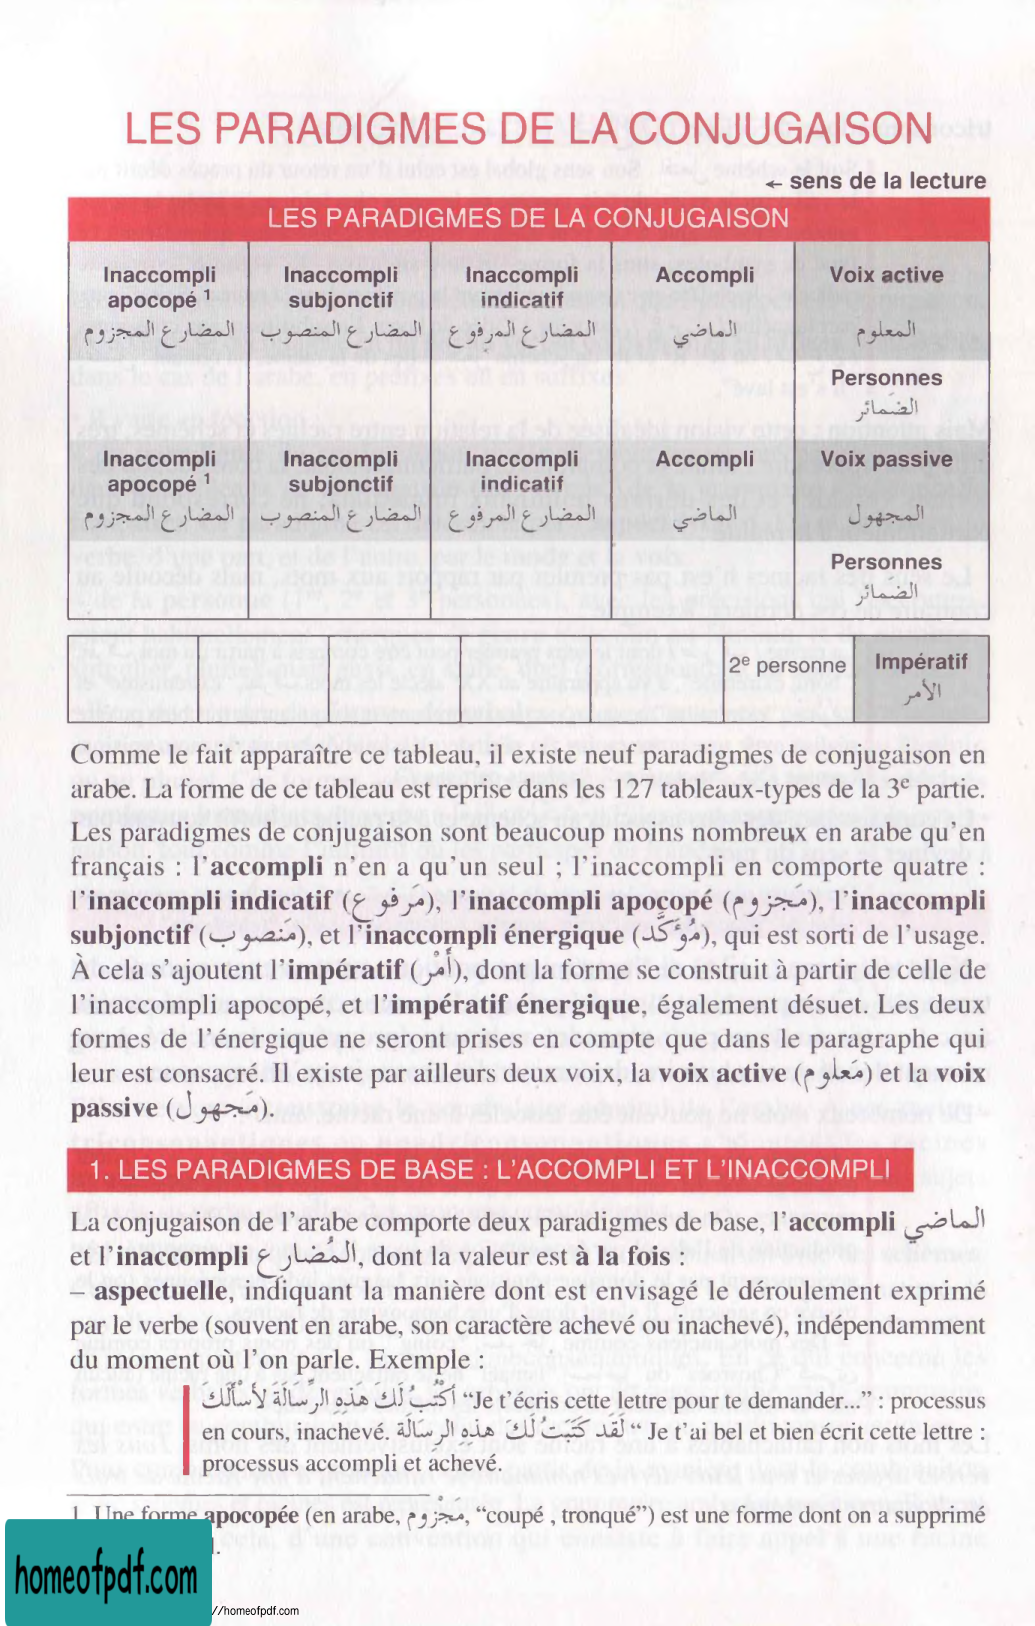 LES PARADIGMES DE LA CONJUGAISON
← sens de la lecture
LES PARADIGMES DE LA CONJUGAISON
Inaccompli apocopé ¹ Inaccompli subjonctif Inaccompli indicatif Accompli Voix active
المضارع المجزوم المضارع المنصوب المضارع المرفوع الماضي المعلوم
Personnes
الضمائر
Inaccompli apocopé ¹ Inaccompli subjonctif Inaccompli indicatif Accompli Voix passive
المضارع المجزوم المضارع المنصوب المضارع المرفوع الماضي المجهول
Personnes
الضمائر
2e personne Impératif
الأمر
Comme le fait apparaître ce tableau, il existe neuf paradigmes de conjugaison en
arabe. La forme de ce tableau est reprise dans les 127 tableaux-types de la 3e partie.
Les paradigmes de conjugaison sont beaucoup moins nombreux en arabe qu'en
français : l'accompli n'en a qu'un seul ; l'inaccompli en comporte quatre :
l'inaccompli indicatif (مَرفوع), l'inaccompli apocopé (مجزوم), l'inaccompli
subjonctif (مَنصوب), et l'inaccompli énergique (مُؤَكَّد), qui est sorti de l'usage.
À cela s'ajoutent l'impératif (أَمْر), dont la forme se construit à partir de celle de
l'inaccompli apocopé, et l'impératif énergique, également désuet. Les deux
formes de l'énergique ne seront prises en compte que dans le paragraphe qui
leur est consacré. Il existe par ailleurs deux voix, la voix active (مَعلوم) et la voix
passive (مَجهول).
1. LES PARADIGMES DE BASE : L'ACCOMPLI ET L'INACCOMPLI
La conjugaison de l'arabe comporte deux paradigmes de base, l'accompli الماضي
et l'inaccompli المُضارع, dont la valeur est à la fois :
– aspectuelle, indiquant la manière dont est envisagé le déroulement exprimé
par le verbe (souvent en arabe, son caractère achevé ou inachevé), indépendamment
du moment où l'on parle. Exemple :
أَكْتُبُ لَكَ هَذِهِ الرِّسَالَةَ لأَسأَلَكَ “Je t'écris cette lettre pour te demander...” : processus
en cours, inachevé. لَقَد كَتَبْتُ لَكَ هذِهِ الرسالَةَ “ Je t'ai bel et bien écrit cette lettre :
processus accompli et achevé.
1. Une forme apocopée (en arabe, مجزوم, “coupé , tronqué”) est une forme dont on a supprimé
homeofpdf.com
//homeofpdf.com